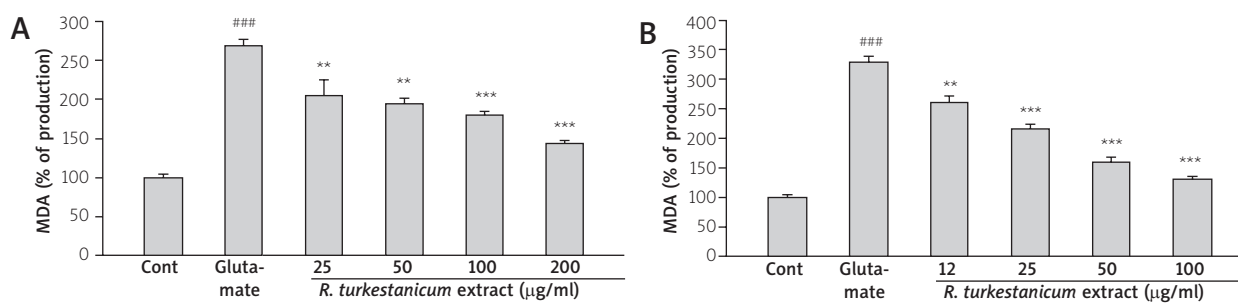 A
MDA (% of production)
300
250
200
150
100
50
0
###
**
**
***
***
Cont
Gluta-
mate
25
50
100
200
R. turkestanicum extract (µg/ml)
B
MDA (% of production)
400
350
300
250
200
150
100
50
0
###
**
***
***
***
Cont
Gluta-
mate
12
25
50
100
R. turkestanicum extract (µg/ml)